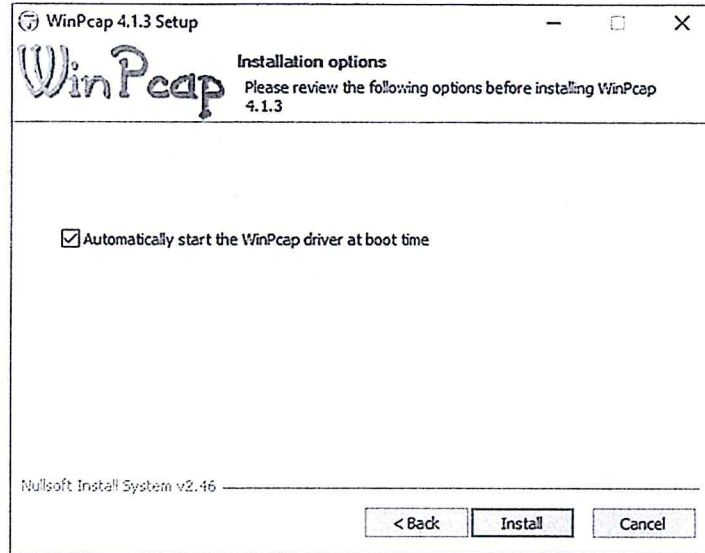 WinPcap 4.1.3 Setup
WinPcap
Installation options
Please review the following options before installing WinPcap
4.1.3
Automatically start the WinPcap driver at boot time
Nullsoft Install System v2.46
< Back
Install
Cancel